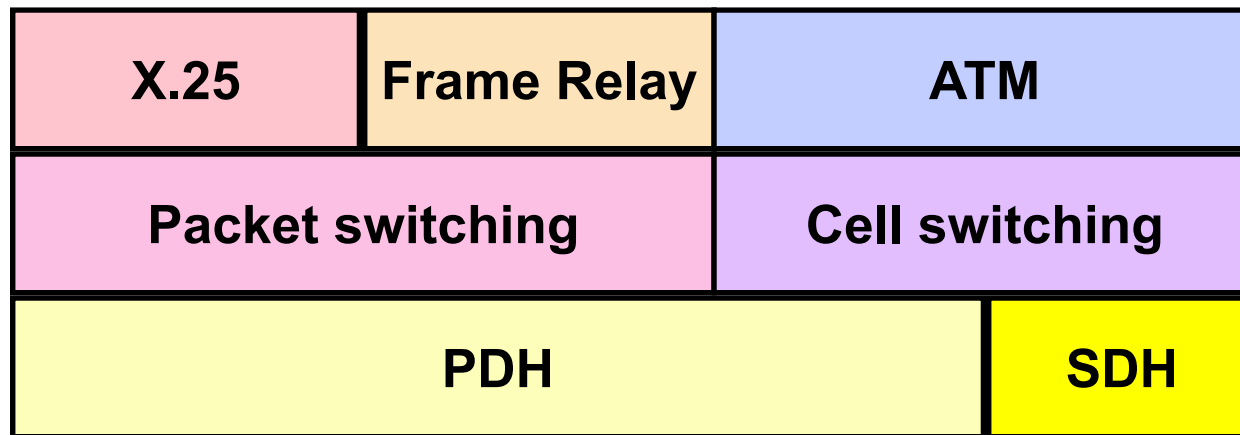 X.25 Frame Relay ATM
Packet switching Cell switching
PDH SDH